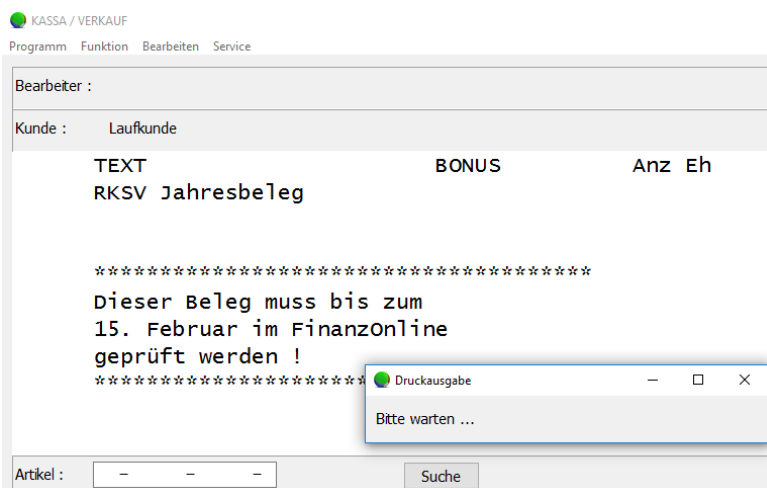 KASSA / VERKAUF
Programm Funktion Bearbeiten Service
Bearbeiter :
Kunde : Laufkunde
TEXT BONUS Anz Eh
RKSV Jahresbeleg
**************************************
Dieser Beleg muss bis zum
15. Februar im FinanzOnline
geprüft werden !
*********************
Druckausgabe
Bitte warten ...
Artikel : – – – Suche